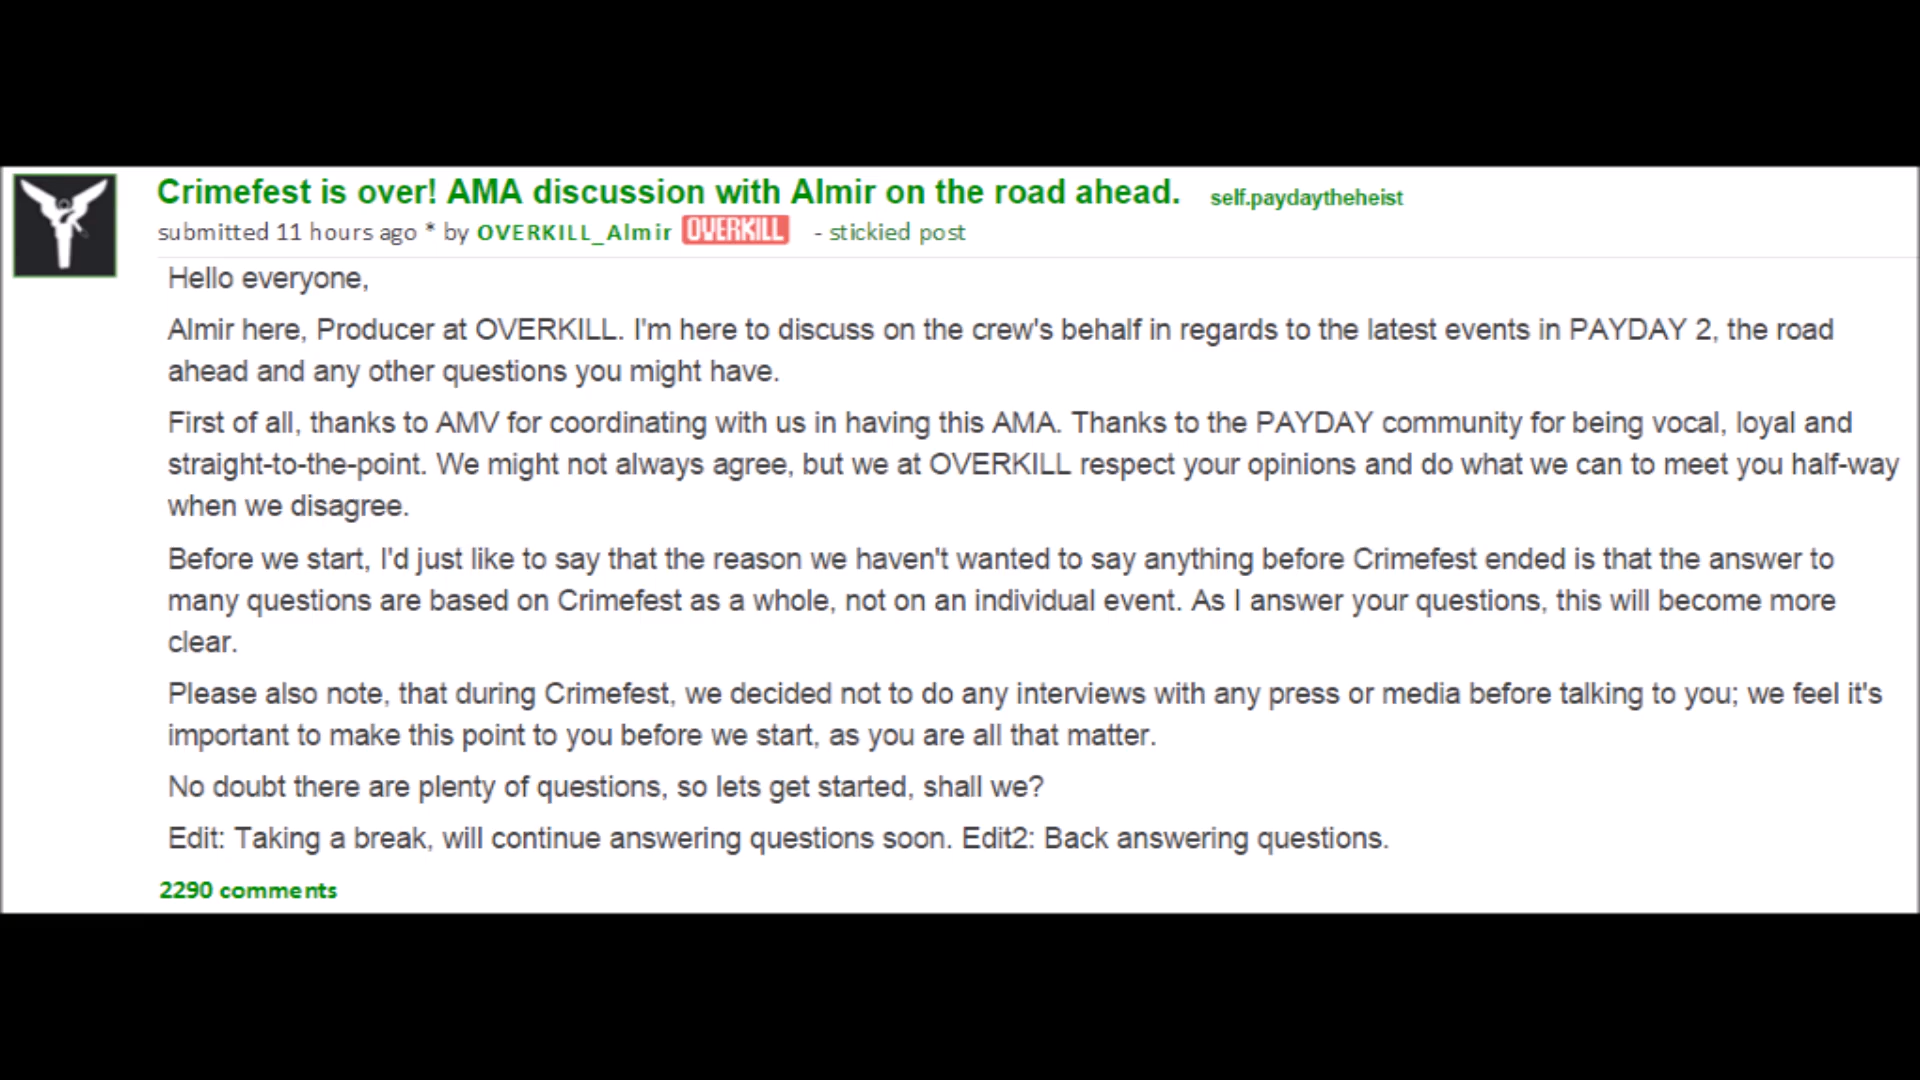 Crimefest is over! AMA discussion with Almir on the road ahead. self.paydaytheheist
submitted 11 hours ago * by OVERKILL_Almir OVERKILL - stickied post
Hello everyone,
Almir here, Producer at OVERKILL. I'm here to discuss on the crew's behalf in regards to the latest events in PAYDAY 2, the road
ahead and any other questions you might have.
First of all, thanks to AMV for coordinating with us in having this AMA. Thanks to the PAYDAY community for being vocal, loyal and
straight-to-the-point. We might not always agree, but we at OVERKILL respect your opinions and do what we can to meet you half-way
when we disagree.
Before we start, I'd just like to say that the reason we haven't wanted to say anything before Crimefest ended is that the answer to
many questions are based on Crimefest as a whole, not on an individual event. As I answer your questions, this will become more
clear.
Please also note, that during Crimefest, we decided not to do any interviews with any press or media before talking to you; we feel it's
important to make this point to you before we start, as you are all that matter.
No doubt there are plenty of questions, so lets get started, shall we?
Edit: Taking a break, will continue answering questions soon. Edit2: Back answering questions.
2290 comments